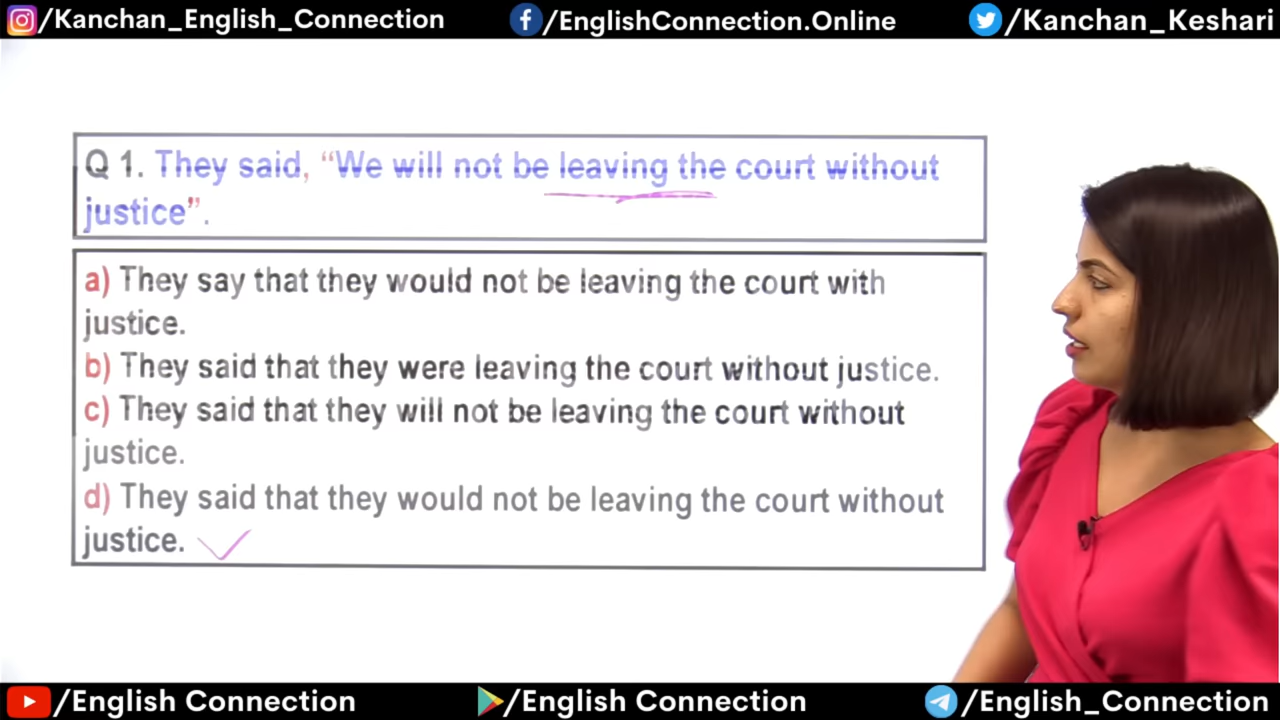 /Kanchan_English_Connection /EnglishConnection.Online /Kanchan_Keshari
Q 1. They said, “We will not be leaving the court without
justice”.
a) They say that they would not be leaving the court with
justice.
b) They said that they were leaving the court without justice.
c) They said that they will not be leaving the court without
justice.
d) They said that they would not be leaving the court without
justice.
/English Connection /English Connection /English_Connection